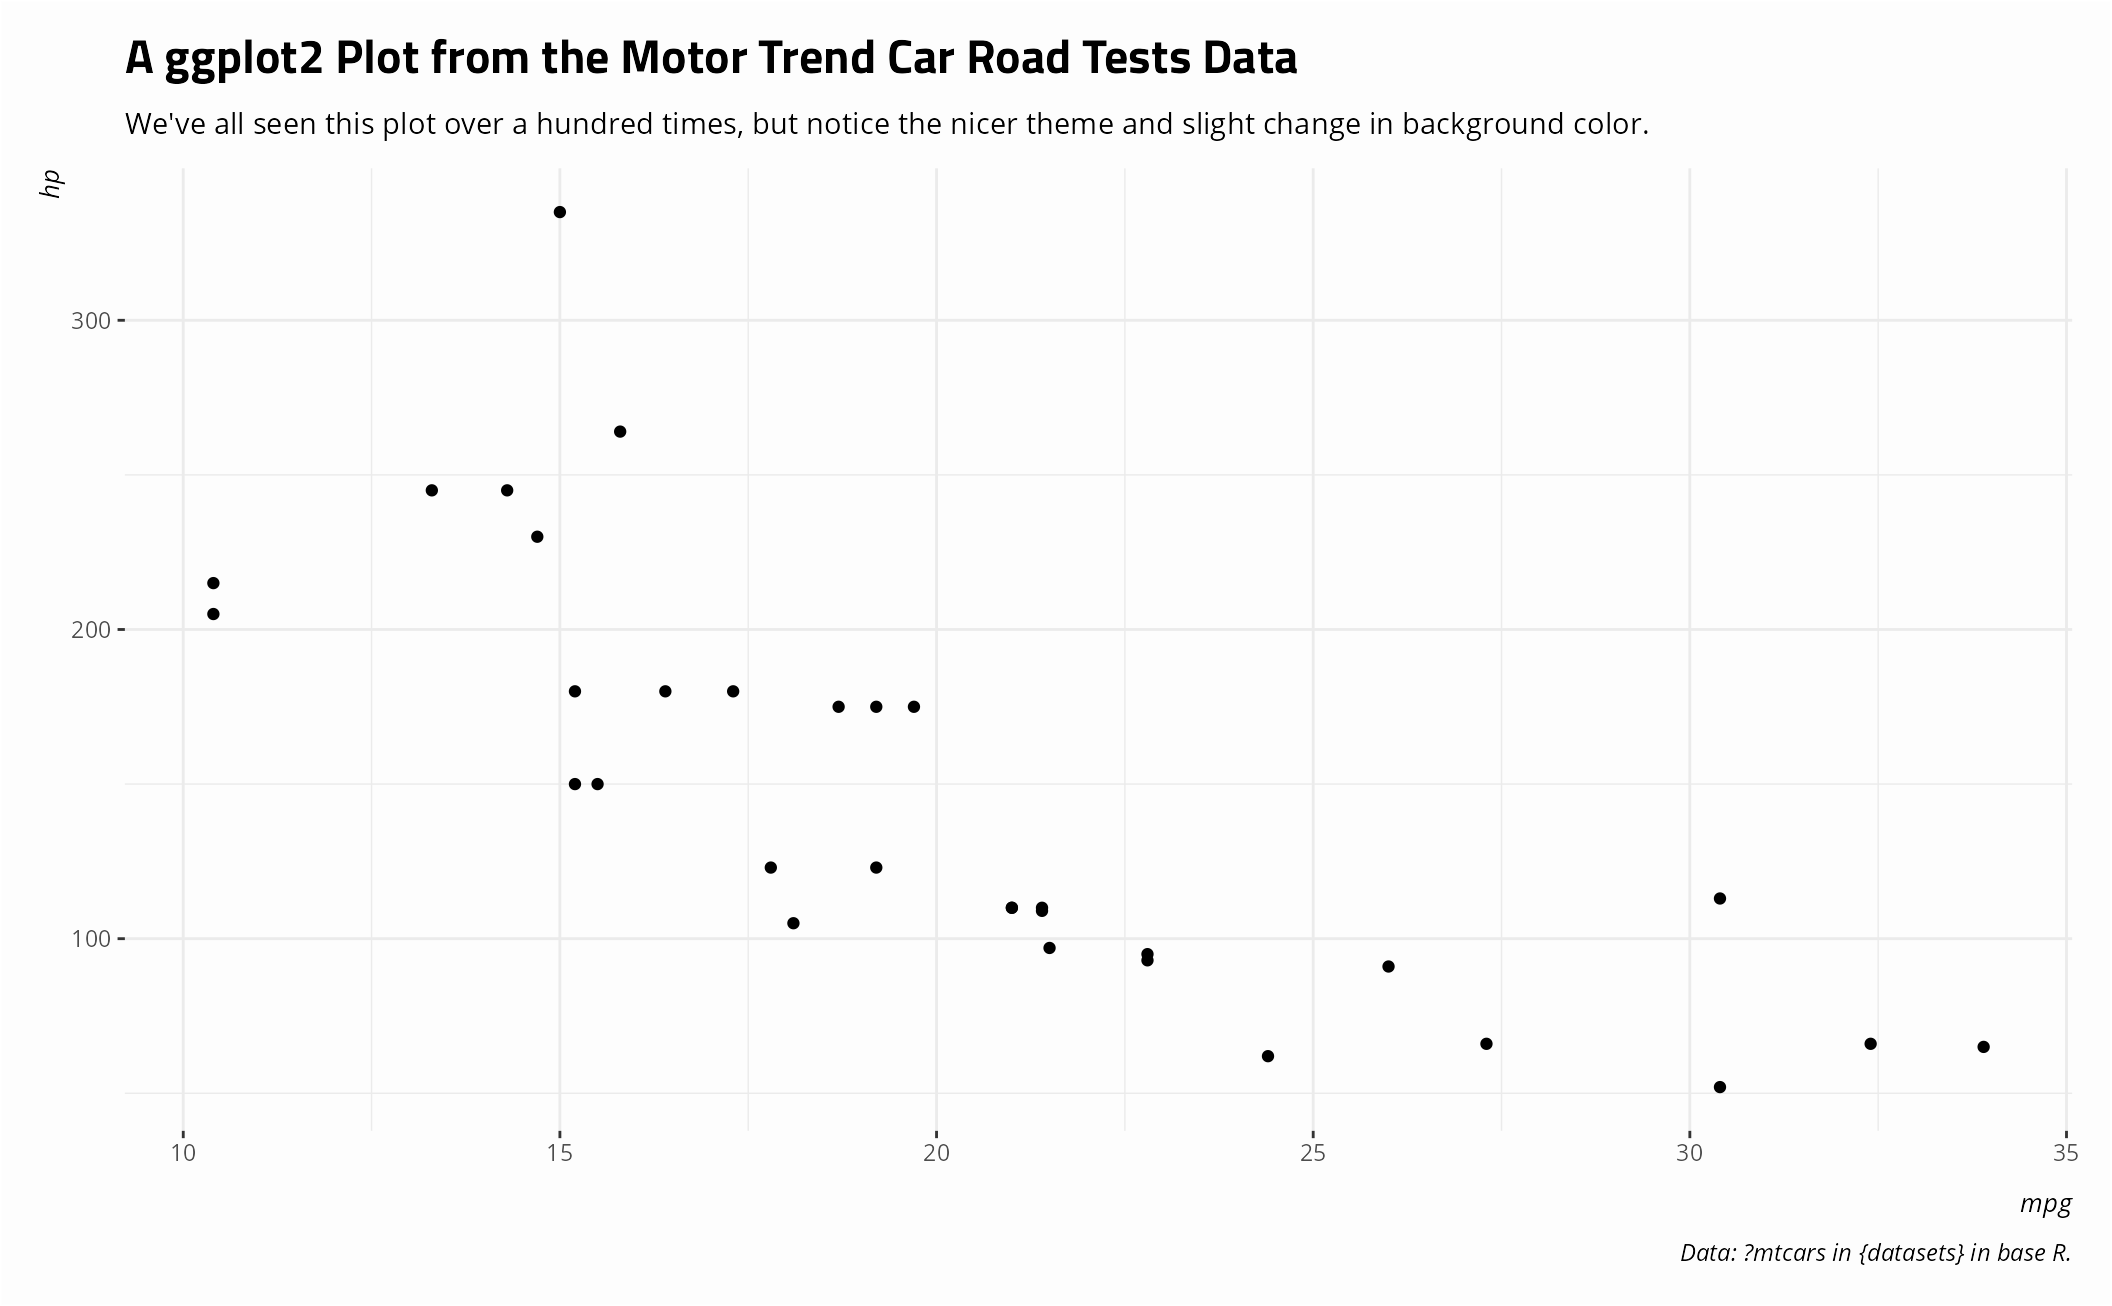 A ggplot2 Plot from the Motor Trend Car Road Tests Data
We've all seen this plot over a hundred times, but notice the nicer theme and slight change in background color.
hp
300
200
100
10 15 20 25 30 35
mpg
Data: ?mtcars in {datasets} in base R.